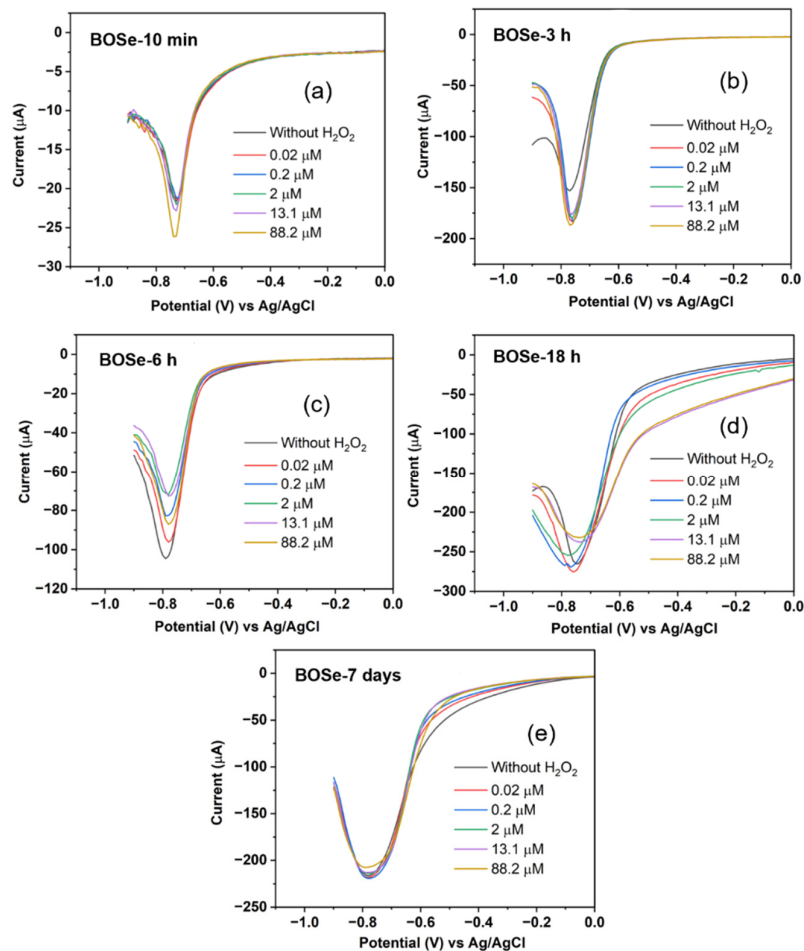 BOSe-10 min
(a)
Without H₂O₂
0.02 μM
0.2 μM
2 μM
13.1 μM
88.2 μM
0
−5
−10
−15
−20
−25
−30
Current (μA)
−1.0 −0.8 −0.6 −0.4 −0.2 0.0
Potential (V) vs Ag/AgCl
BOSe-3 h
(b)
Without H₂O₂
0.02 μM
0.2 μM
2 μM
13.1 μM
88.2 μM
0
−50
−100
−150
−200
Current (μA)
−1.0 −0.8 −0.6 −0.4 −0.2 0.0
Potential (V) vs Ag/AgCl
BOSe-6 h
(c)
Without H₂O₂
0.02 μM
0.2 μM
2 μM
13.1 μM
88.2 μM
0
−20
−40
−60
−80
−100
−120
Current (μA)
−1.0 −0.8 −0.6 −0.4 −0.2 0.0
Potential (V) vs Ag/AgCl
BOSe-18 h
(d)
Without H₂O₂
0.02 μM
0.2 μM
2 μM
13.1 μM
88.2 μM
0
−50
−100
−150
−200
−250
−300
Current (μA)
−1.0 −0.8 −0.6 −0.4 −0.2 0.0
Potential (V) vs Ag/AgCl
BOSe-7 days
(e)
Without H₂O₂
0.02 μM
0.2 μM
2 μM
13.1 μM
88.2 μM
0
−50
−100
−150
−200
−250
Current (μA)
−1.0 −0.8 −0.6 −0.4 −0.2 0.0
Potential (V) vs Ag/AgCl